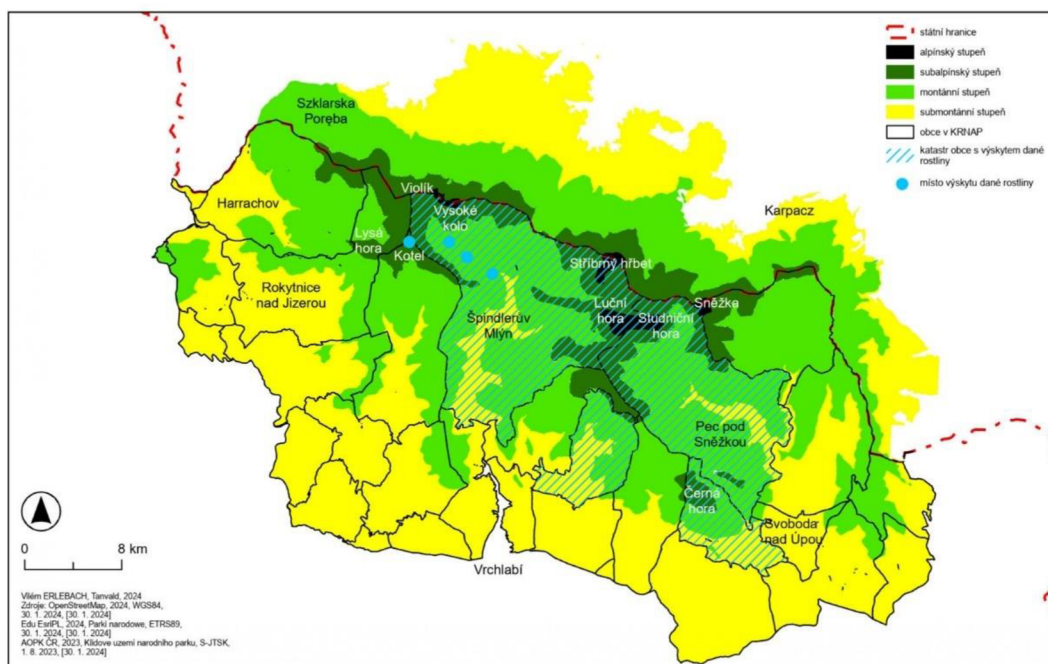 státní hranice
alpínský stupeň
subalpínský stupeň
montánní stupeň
submontánní stupeň
obce v KRNAP
katastr obce s výskytem dané
rostliny
místo výskytu dané rostliny
Szklarska
Poręba
Violík
Harrachov
Vysoké
kolo
Karpacz
Lysá
hora
Kotel
Stříbrný hřbet
Rokytnice
nad Jizerou
Luční
hora
Sněžka
Studniční
hora
Špindlerův
Mlýn
Pec pod
Sněžkou
Černá
hora
Svoboda
nad Úpou
Vrchlabí
0 8 km
Vilém ERLEBACH, Tanvald, 2024
Zdroje: OpenStreetMap, 2024, WGS84,
30. 1. 2024, [30. 1. 2024]
Edu EsriPL, 2024, Parki narodowe, ETRS89,
30. 1. 2024, [30. 1. 2024]
AOPK ČR, 2023, Klidove uzemi narodního parku, S-JTSK,
1. 8. 2023, [30. 1. 2024]